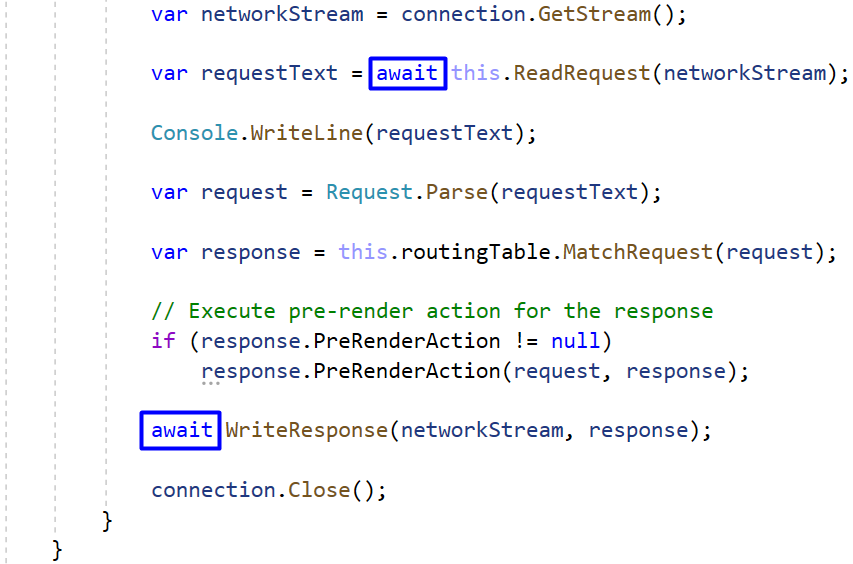 var networkStream = connection.GetStream();
var requestText = await this.ReadRequest(networkStream);
Console.WriteLine(requestText);
var request = Request.Parse(requestText);
var response = this.routingTable.MatchRequest(request);
// Execute pre-render action for the response
if (response.PreRenderAction != null)
response.PreRenderAction(request, response);
await WriteResponse(networkStream, response);
connection.Close();
}
}